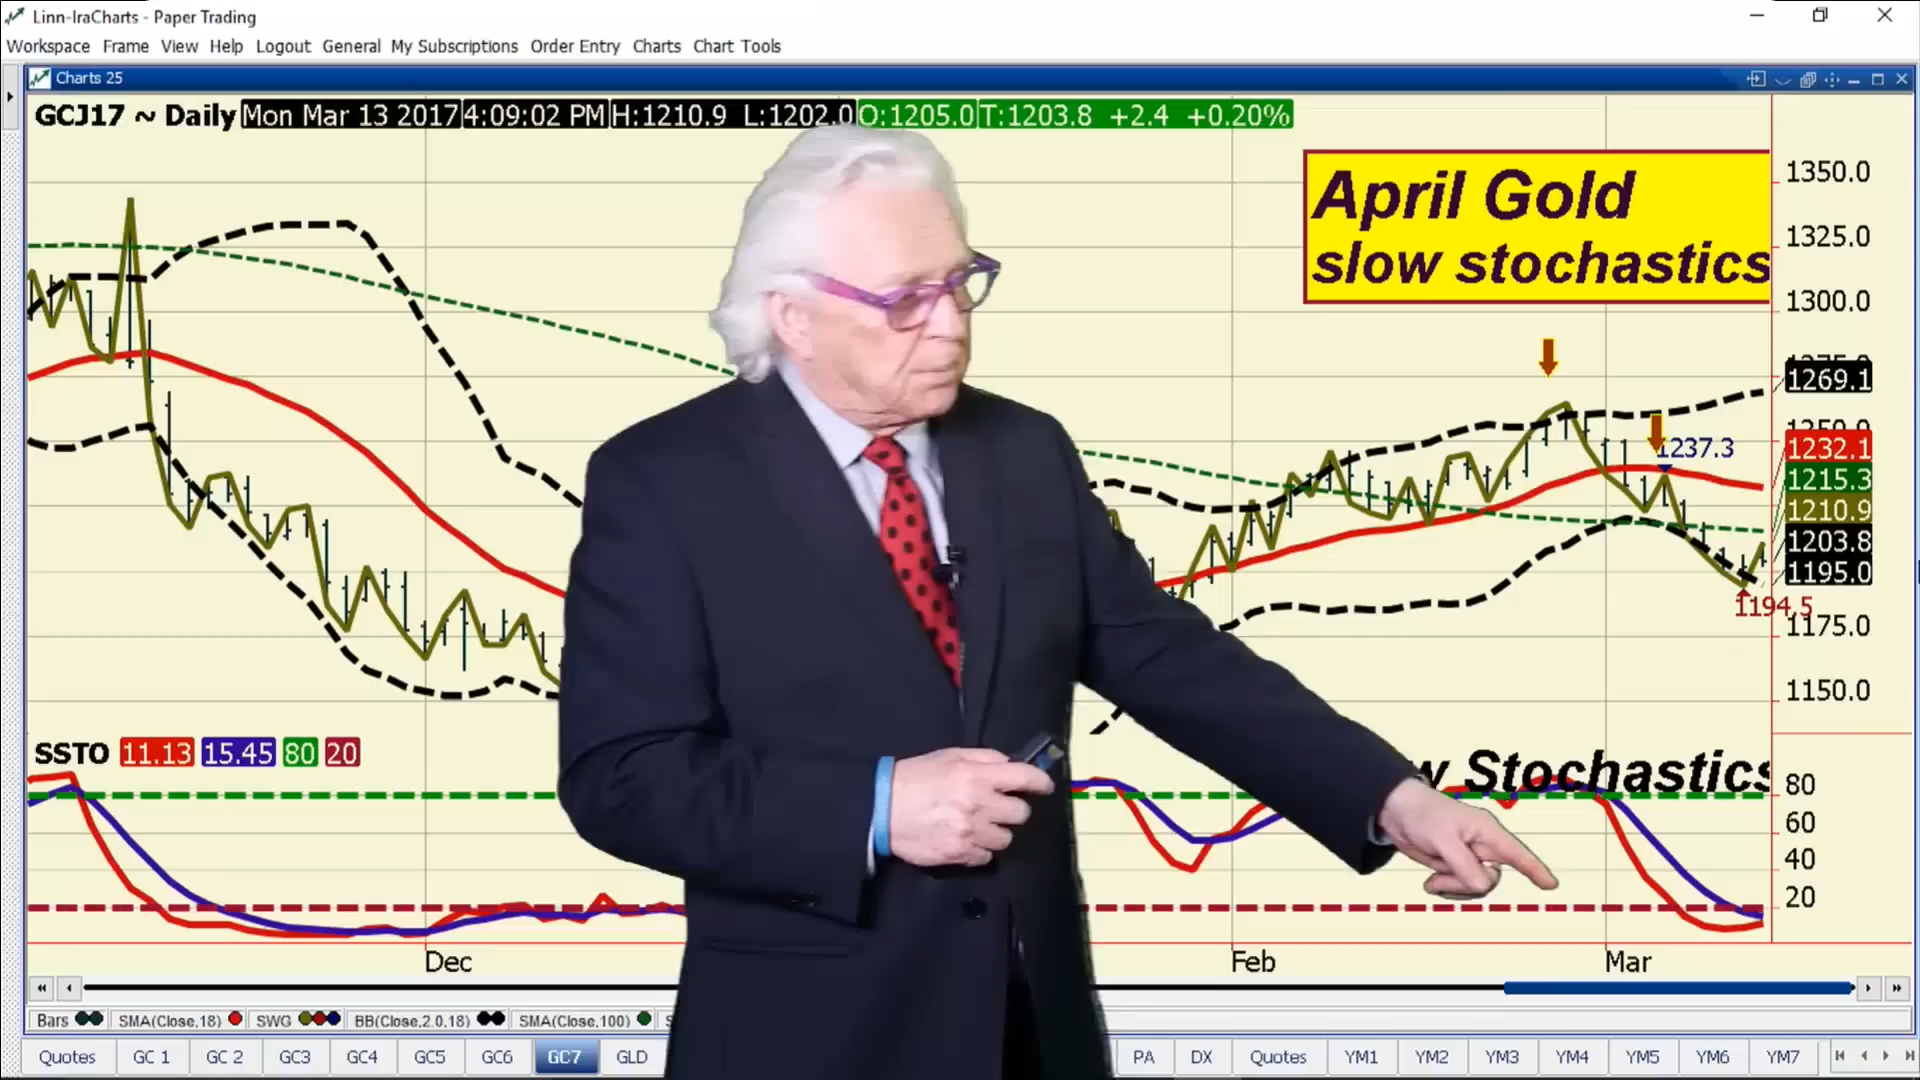 Linn-IraCharts - Paper Trading
Workspace Frame View Help Logout General My Subscriptions Order Entry Charts Chart Tools
Charts 25
GCJ17 ~ Daily Mon Mar 13 2017 4:09:02 PM H:1210.9 L:1202.0 O:1205.0 T:1203.8 +2.4 +0.20%
April Gold
slow stochastics
1350.0
1325.0
1300.0
1269.1
1250.0
1237.3
1232.1
1215.3
1210.9
1203.8
1195.0
1194.5
1175.0
1150.0
SSTO 11.13 15.45 80 20
Stochastics
80
60
40
20
Dec Feb Mar
Bars SMA(Close,18) SWG BB(Close,2.0,18) SMA(Close,100)
Quotes GC 1 GC 2 GC3 GC4 GC5 GC6 GC7 GLD PA DX Quotes YM1 YM2 YM3 YM4 YM5 YM6 YM7